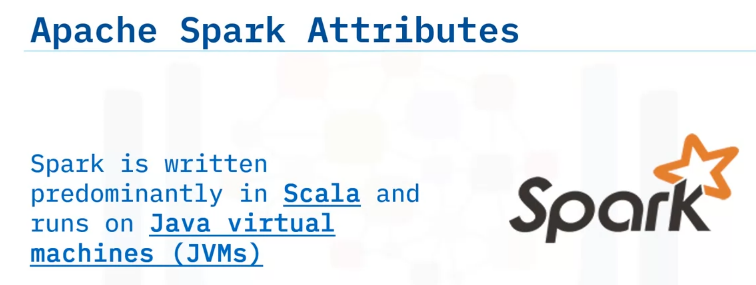 Apache Spark Attributes
Spark is written
predominantly in Scala and
runs on Java virtual
machines (JVMs)
Spark